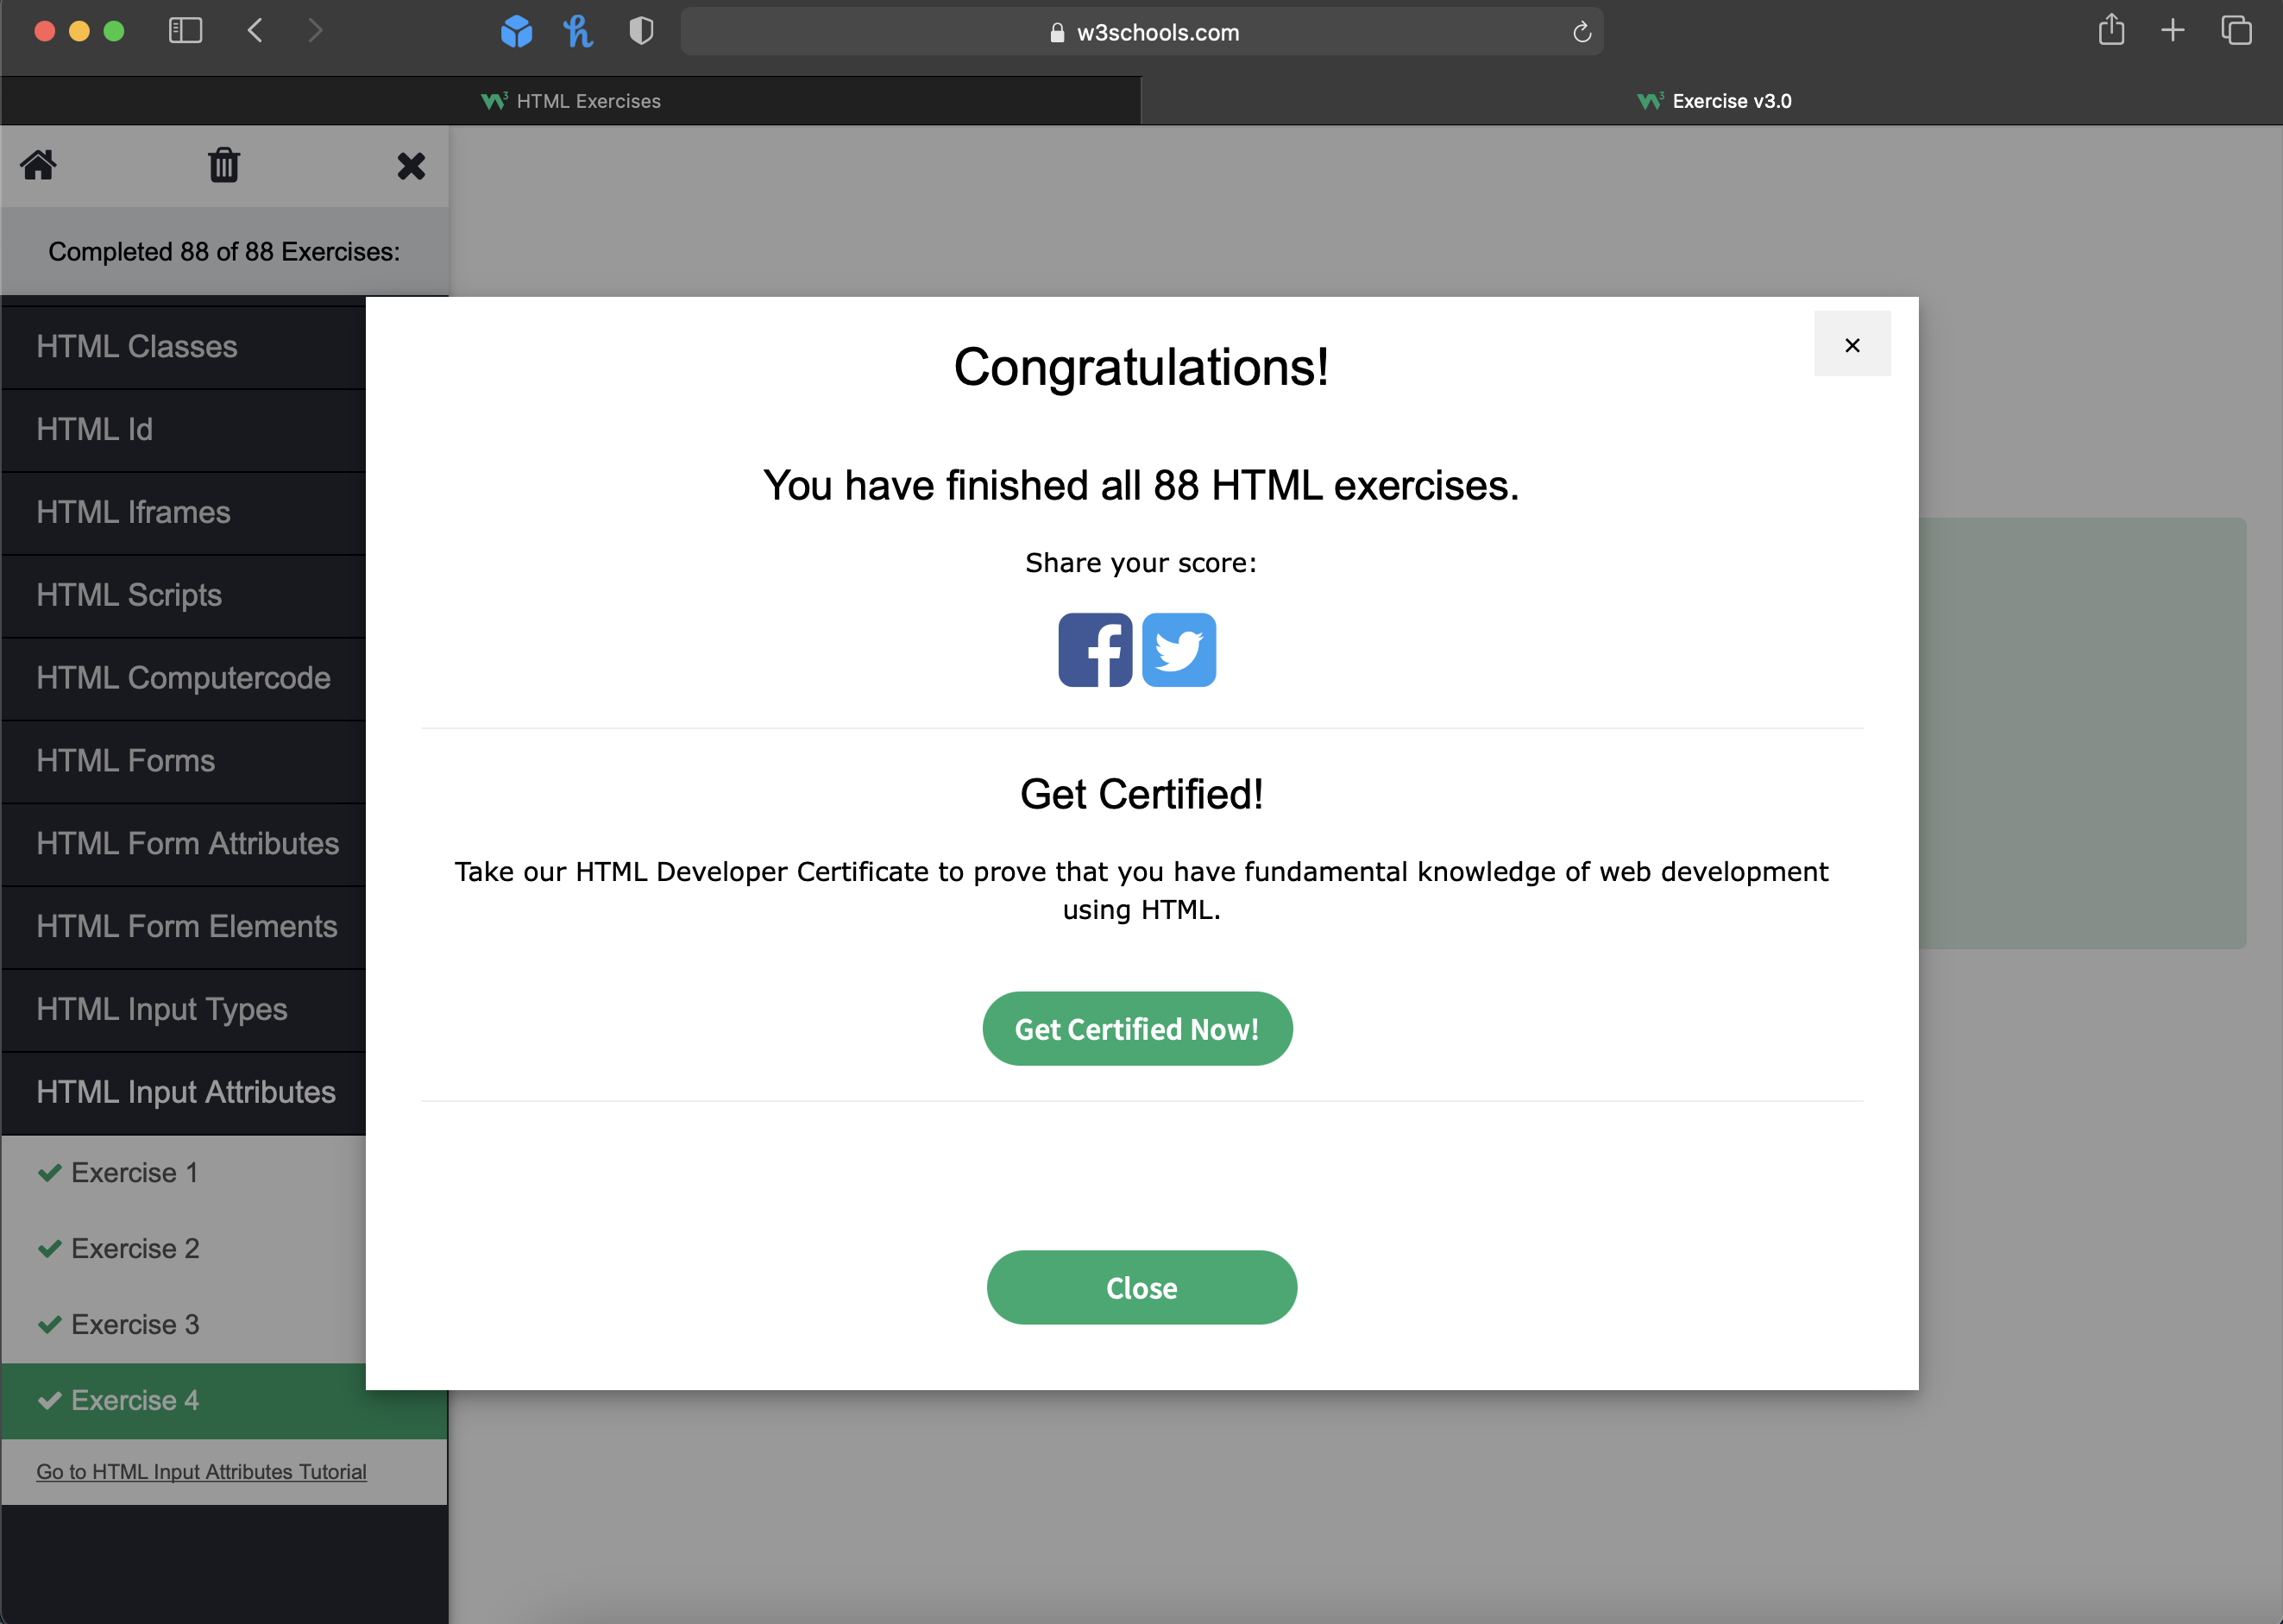 w3schools.com
HTML Exercises
Exercise v3.0
Completed 88 of 88 Exercises:
HTML Classes
HTML Id
HTML Iframes
HTML Scripts
HTML Computercode
HTML Forms
HTML Form Attributes
HTML Form Elements
HTML Input Types
HTML Input Attributes
Exercise 1
Exercise 2
Exercise 3
Exercise 4
Go to HTML Input Attributes Tutorial
Congratulations!
You have finished all 88 HTML exercises.
Share your score:
Get Certified!
Take our HTML Developer Certificate to prove that you have fundamental knowledge of web development
using HTML.
Get Certified Now!
Close